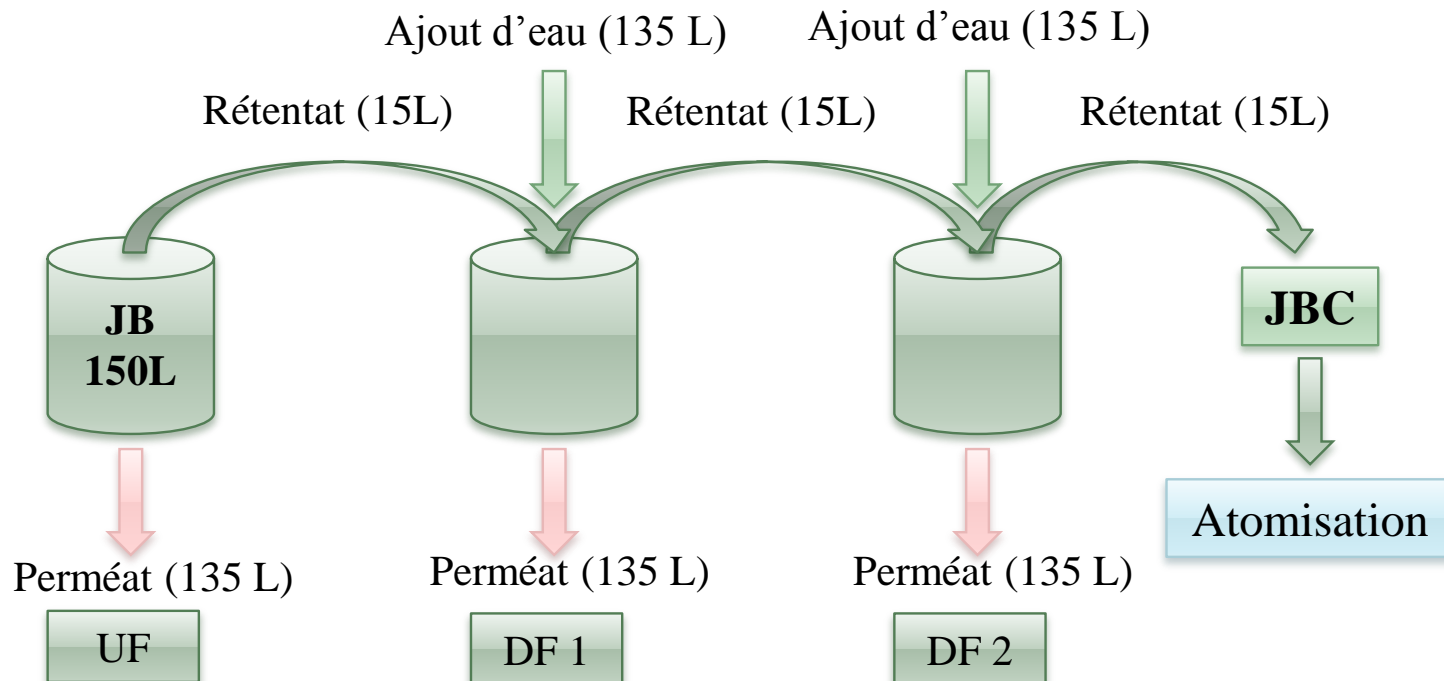 Ajout d’eau (135 L)
Ajout d’eau (135 L)
Rétentat (15L)
Rétentat (15L)
Rétentat (15L)
JB
150L
JBC
Atomisation
Perméat (135 L)
Perméat (135 L)
Perméat (135 L)
UF
DF 1
DF 2